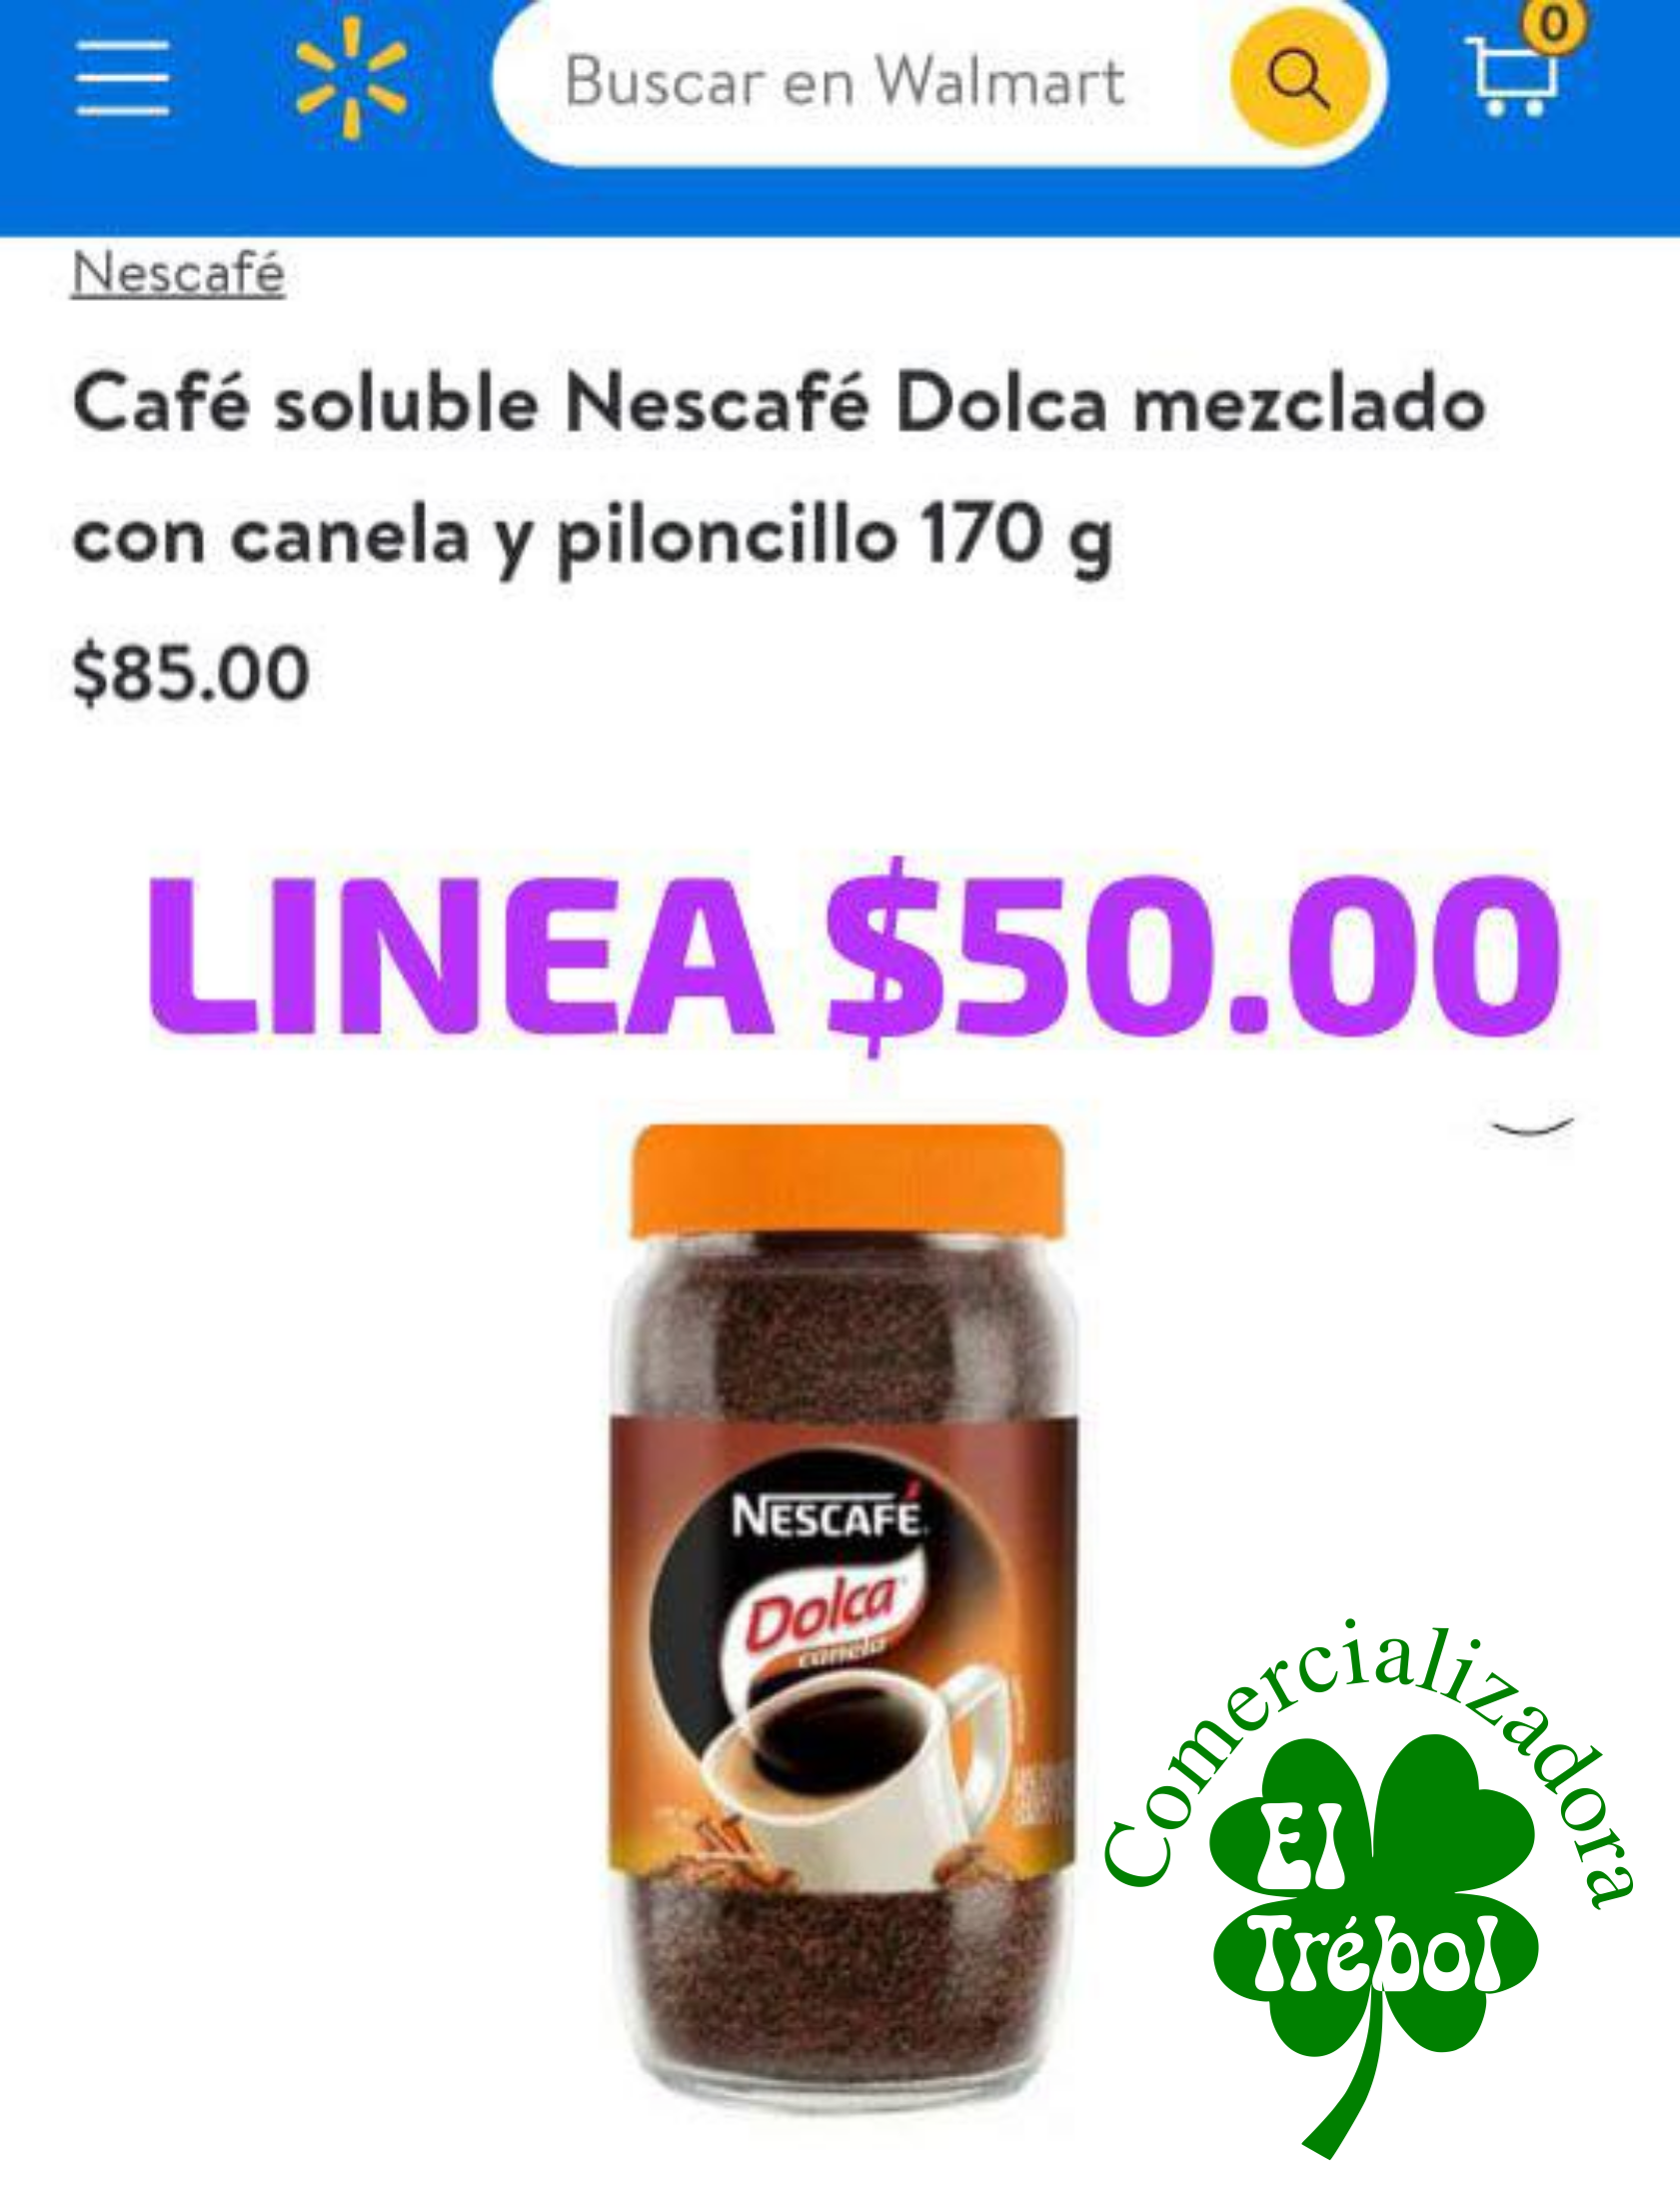 0
Buscar en Walmart
Nescafé
Café soluble Nescafé Dolca mezclado
con canela y piloncillo 170 g
$85.00
LINEA $50.00
NESCAFÉ
Dolca
canela
Comercializadora
El
Trébol